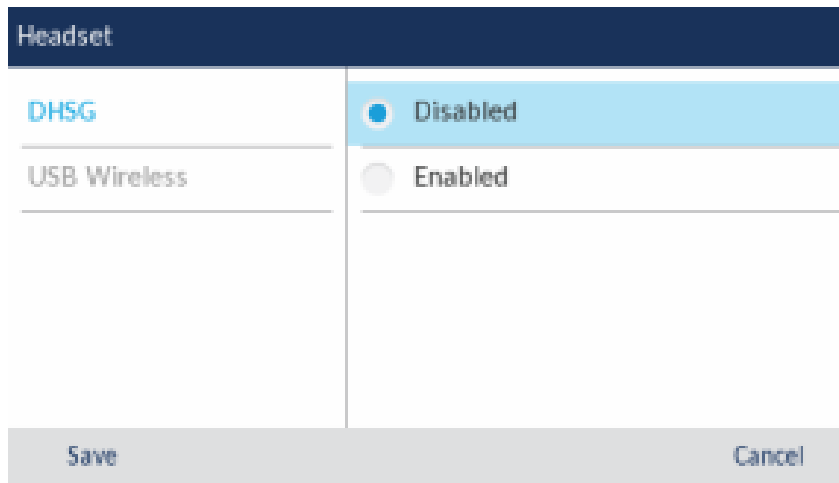 Headset
DHSG
Disabled
USB Wireless
Enabled
Save
Cancel